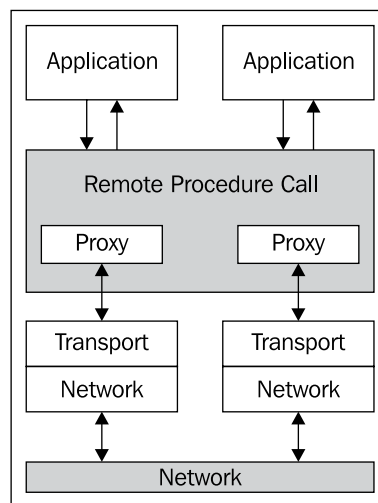 Application Application
Remote Procedure Call
Proxy Proxy
Transport Transport
Network Network
Network